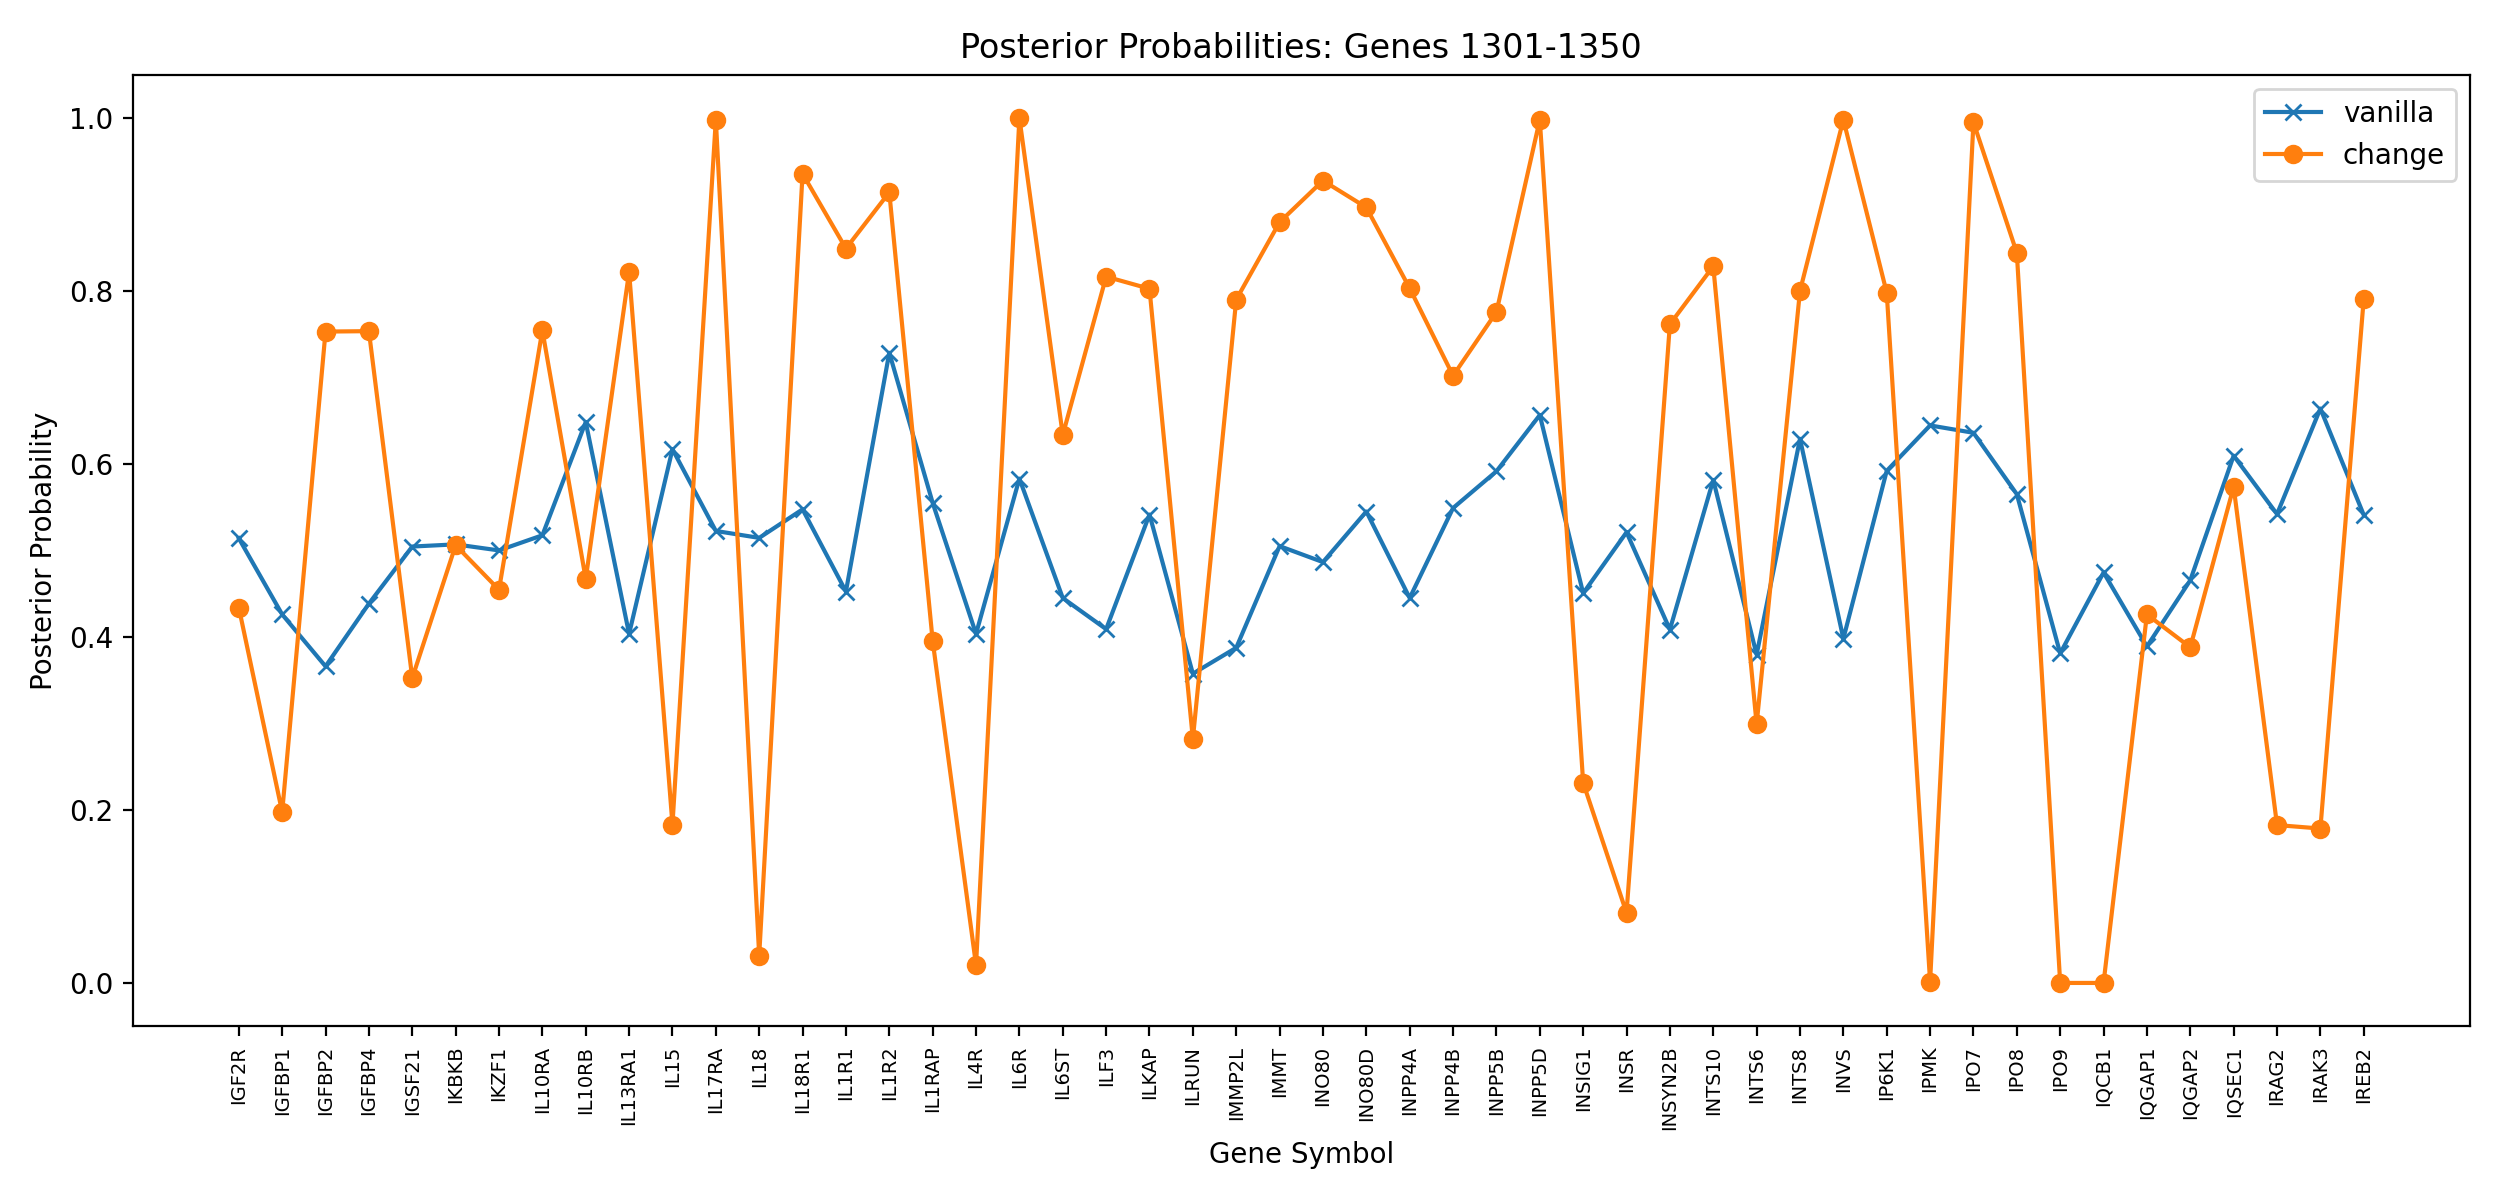 Posterior Probabilities: Genes 1301-1350
vanilla
change
Posterior Probability
1.0
0.8
0.6
0.4
0.2
0.0
IGF2R
IGFBP1
IGFBP2
IGFBP4
IGSF21
IKBKB
IKZF1
IL10RA
IL10RB
IL13RA1
IL15
IL17RA
IL18
IL18R1
IL1R1
IL1R2
IL1RAP
IL4R
IL6R
IL6ST
ILF3
ILKAP
ILRUN
IMMP2L
IMMT
INO80
INO80D
INPP4A
INPP4B
INPP5B
INPP5D
INSIG1
INSR
INSYN2B
INTS10
INTS6
INTS8
INVS
IP6K1
IPMK
IPO7
IPO8
IPO9
IQCB1
IQGAP1
IQGAP2
IQSEC1
IRAG2
IRAK3
IREB2
Gene Symbol